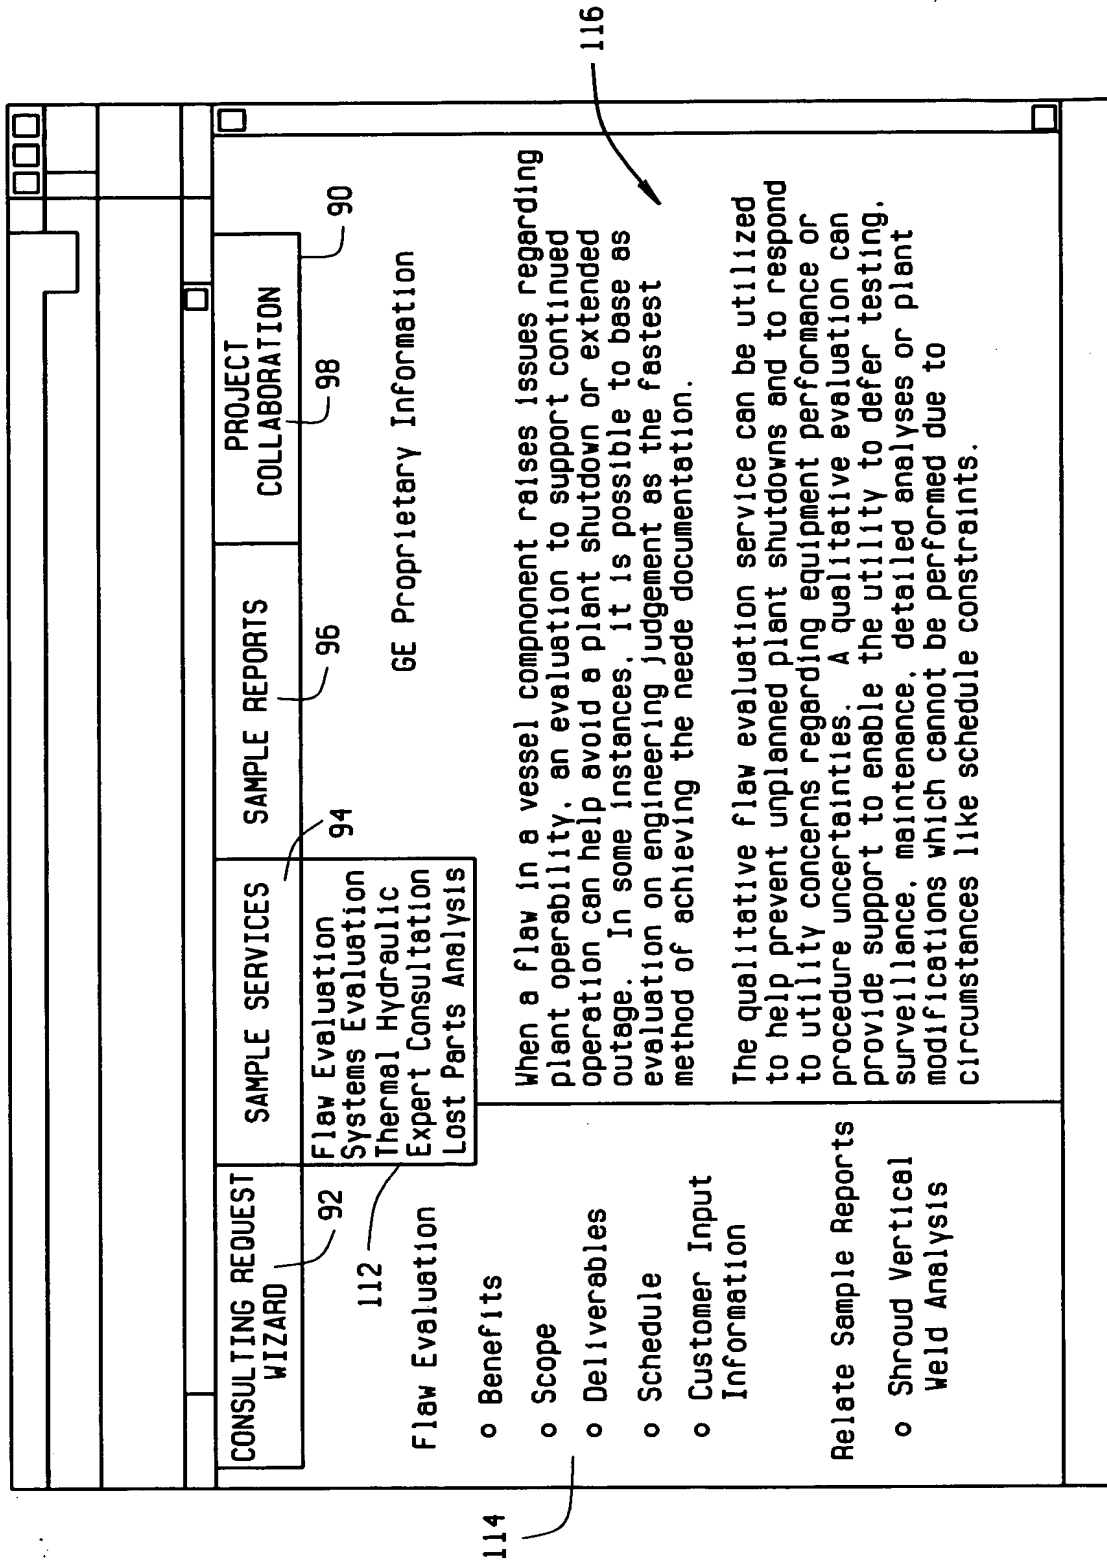 CONSULTING REQUEST
WIZARD
SAMPLE SERVICES
SAMPLE REPORTS
PROJECT
COLLABORATION
92
94
96
98
90
Flaw Evaluation
Systems Evaluation
Thermal Hydraulic
Expert Consultation
Lost Parts Analysis
112
GE Proprietary Information
Flaw Evaluation
o Benefits
o Scope
o Deliverables
o Schedule
o Customer Input
Information
114
Relate Sample Reports
o Shroud Vertical
Weld Analysis
When a flaw in a vessel component raises issues regarding
plant operability, an evaluation to support continued
operation can help avoid a plant shutdown or extended
outage. In some instances, it is possible to base as
evaluation on engineering judgement as the fastest
method of achieving the neede documentation.
116
The qualitative flaw evaluation service can be utilized
to help prevent unplanned plant shutdowns and to respond
to utility concerns regarding equipment performance or
procedure uncertainties. A qualitative evaluation can
provide support to enable the utility to defer testing,
surveillance, maintenance, detailed analyses or plant
modifications which cannot be performed due to
circumstances like schedule constraints.